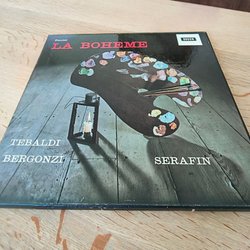 Puccini
LA BOHEME
DECCA
TEBALDI
BERGONZI
SERAFIN